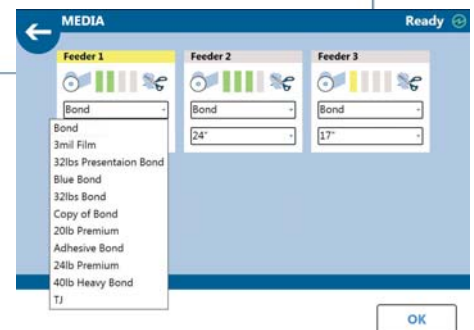 MEDIA
Ready
Feeder 1
Feeder 2
Feeder 3
Bond
Bond
Bond
24"
17"
Bond
3mil Film
32lbs Presentaion Bond
Blue Bond
32lbs Bond
Copy of Bond
20lb Premium
Adhesive Bond
24lb Premium
40lb Heavy Bond
TJ
OK